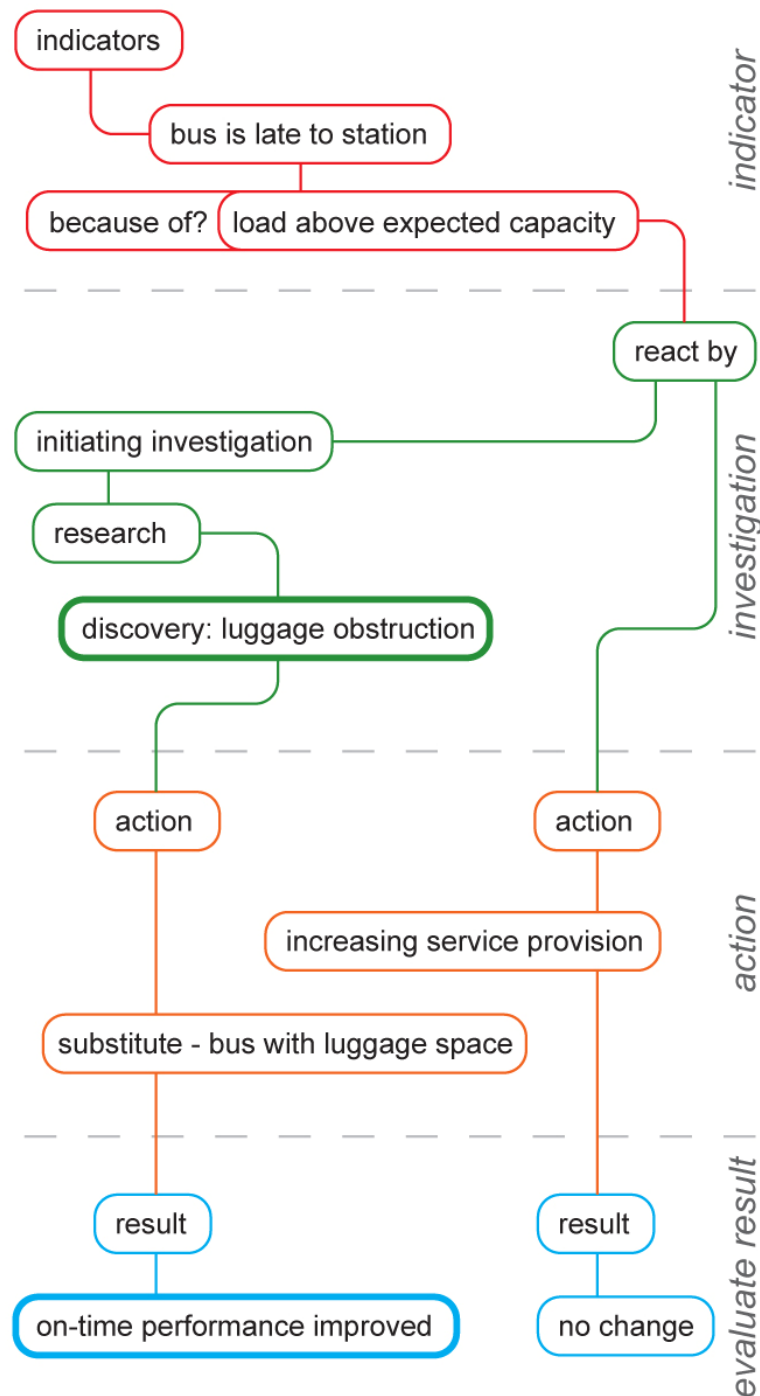 indicators
indicator
bus is late to station
because of?
load above expected capacity
react by
investigation
initiating investigation
research
discovery: luggage obstruction
action
action
action
increasing service provision
substitute - bus with luggage space
evaluate result
result
result
on-time performance improved
no change